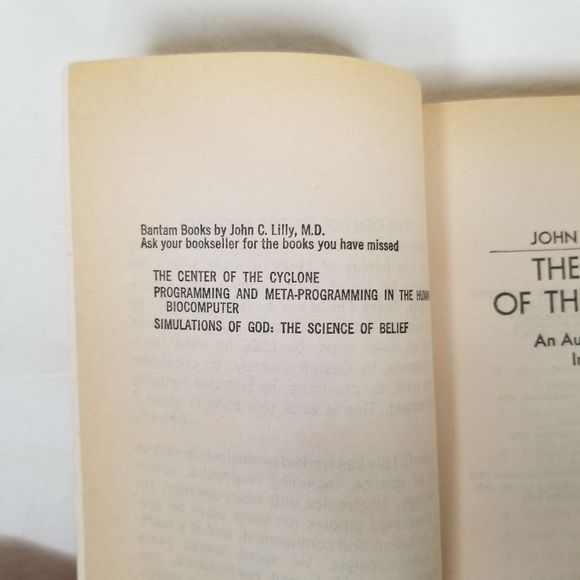 Bantam Books by John C. Lilly, M.D.
Ask your bookseller for the books you have missed
THE CENTER OF THE CYCLONE
PROGRAMMING AND META-PROGRAMMING IN THE HUMAN
BIOCOMPUTER
SIMULATIONS OF GOD: THE SCIENCE OF BELIEF
JOHN
THE
OF TH
An Au
In